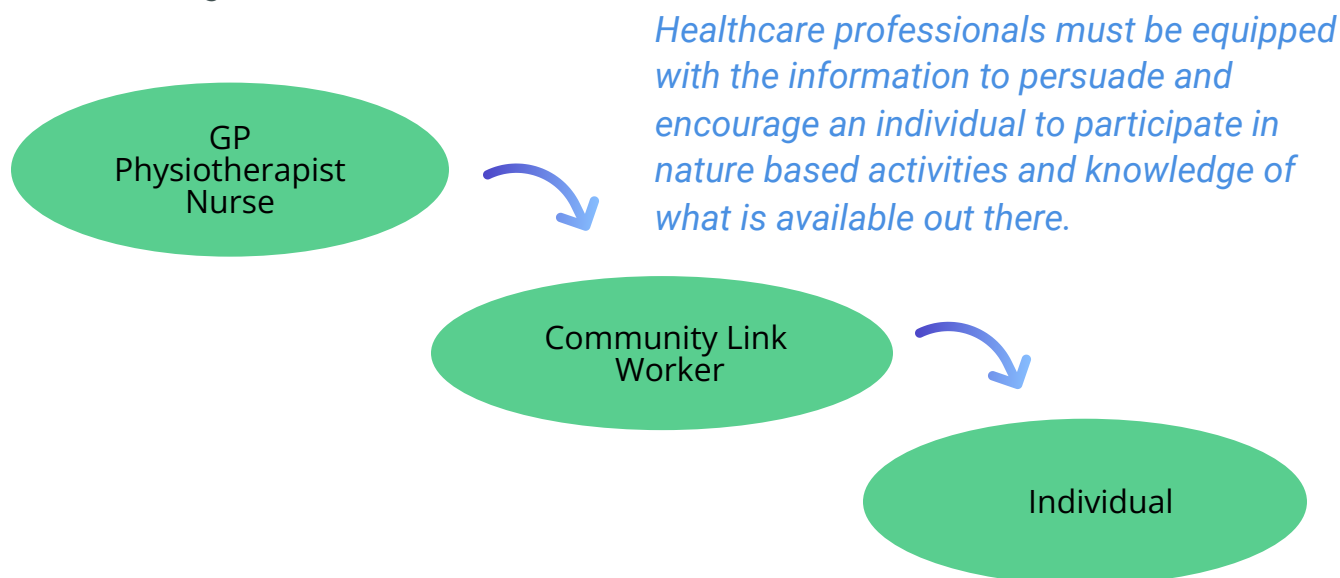 Healthcare professionals must be equipped
with the information to persuade and
encourage an individual to participate in
nature based activities and knowledge of
what is available out there.
GP
Physiotherapist
Nurse
Community Link
Worker
Individual